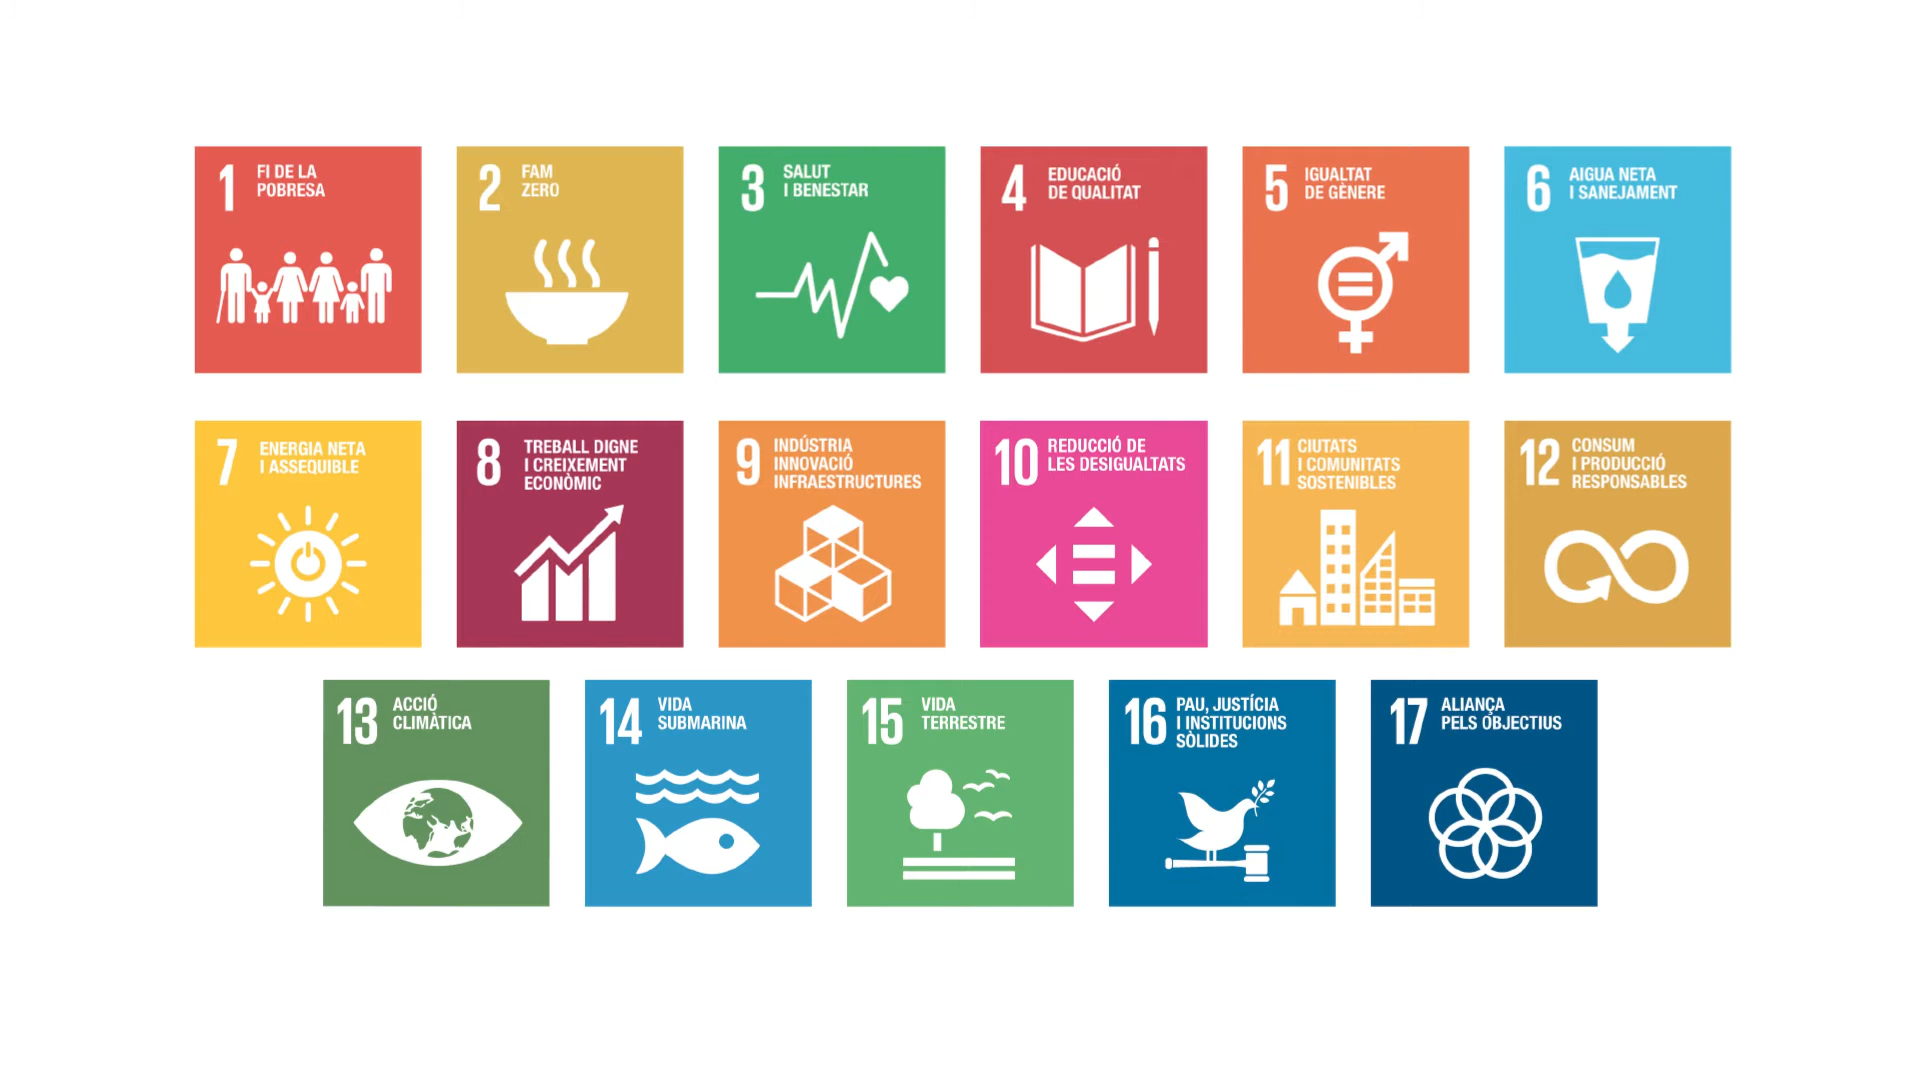 1 FI DE LA
POBRESA
2 FAM
ZERO
3 SALUT
I BENESTAR
4 EDUCACIÓ
DE QUALITAT
5 IGUALTAT
DE GÈNERE
6 AIGUA NETA
I SANEJAMENT
7 ENERGIA NETA
I ASSEQUIBLE
8 TREBALL DIGNE
I CREIXEMENT
ECONÒMIC
9 INDÚSTRIA
INNOVACIÓ
INFRAESTRUCTURES
10 REDUCCIÓ DE
LES DESIGUALTATS
11 CIUTATS
I COMUNITATS
SOSTENIBLES
12 CONSUM
I PRODUCCIÓ
RESPONSABLES
13 ACCIÓ
CLIMÀTICA
14 VIDA
SUBMARINA
15 VIDA
TERRESTRE
16 PAU, JUSTÍCIA
I INSTITUCIONS
SÒLIDES
17 ALIANÇA
PELS OBJECTIUS